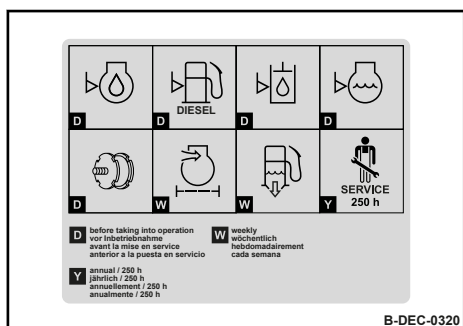 D
D
DIESEL
D
D
D
W
W
Y
SERVICE
250 h
D
before taking into operation
vor Inbetriebnahme
avant la mise en service
anterior a la puesta en servicio
W
weekly
wöchentlich
hebdomadairement
cada semana
Y
annual / 250 h
jährlich / 250 h
annuellement / 250 h
anualmente / 250 h
B-DEC-0320